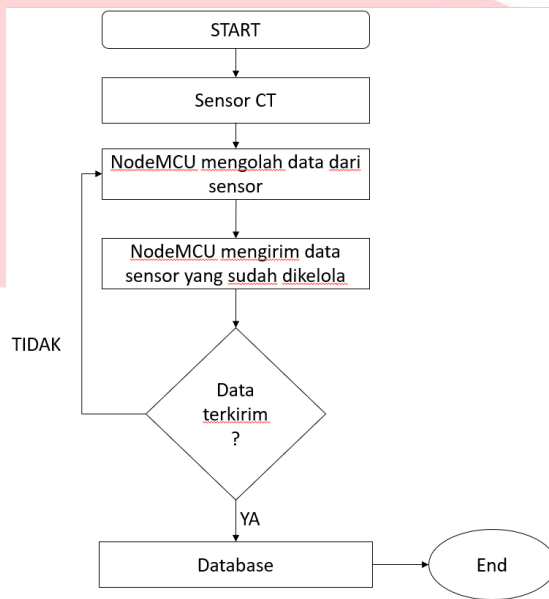 START
Sensor CT
NodeMCU mengolah data dari
sensor
NodeMCU mengirim data
sensor yang sudah dikelola
TIDAK
Data
terkirim
?
YA
Database
End